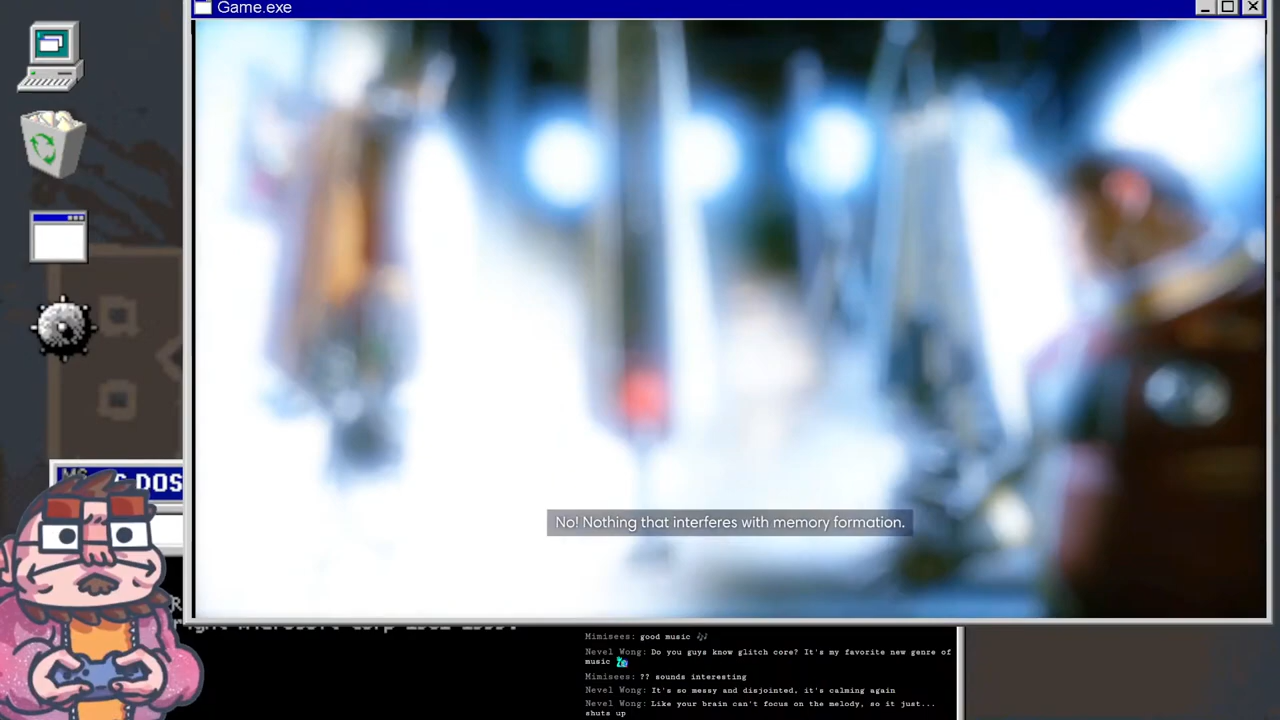 Game.exe
No! Nothing that interferes with memory formation.
DOS
Mimisees: good music 🎶
Nevel Wong: Do you guys know glitch core? It's my favorite new genre of
music
Mimisees: ?? sounds interesting
Nevel Wong: It's so messy and disjointed, it's calming again
Nevel Wong: Like your brain can't focus on the melody, so it just...
shuts up